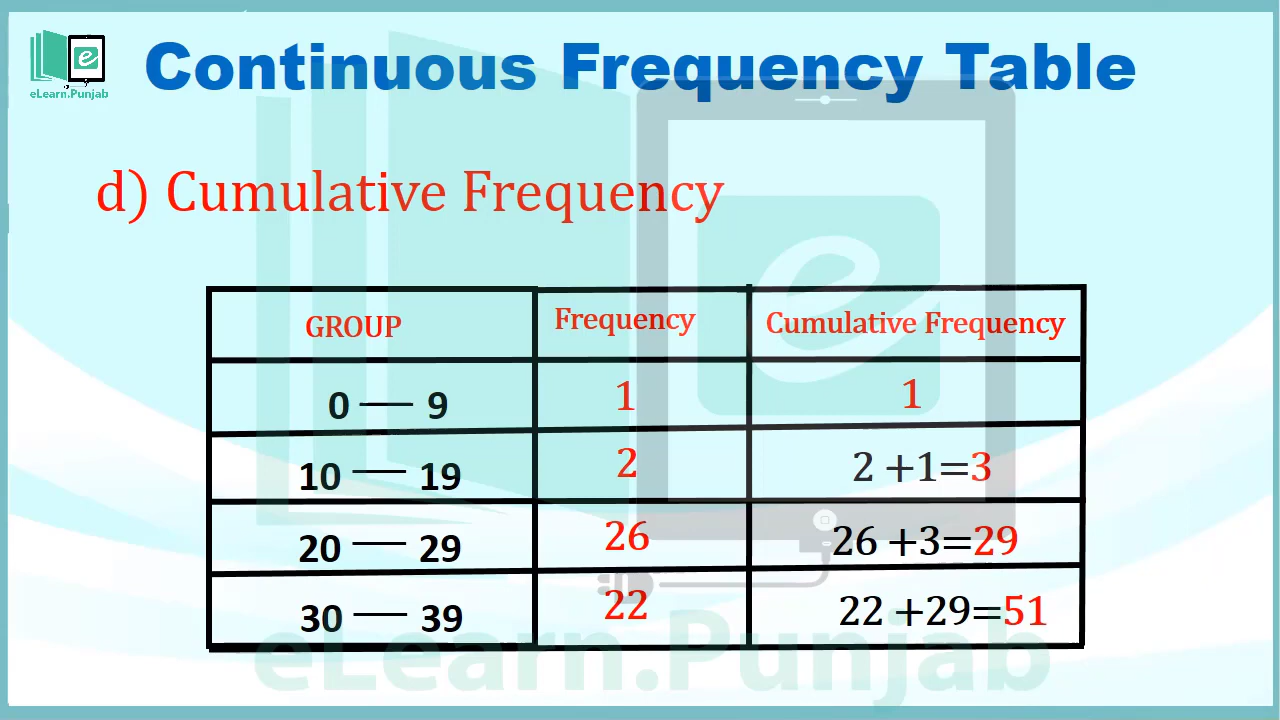 Continuous Frequency Table
eLearn.Punjab
d) Cumulative Frequency
GROUP Frequency Cumulative Frequency
0 — 9 1 1
10 — 19 2 2 +1=3
20 — 29 26 26 +3=29
30 — 39 22 22 +29=51
eLearn.Punjab